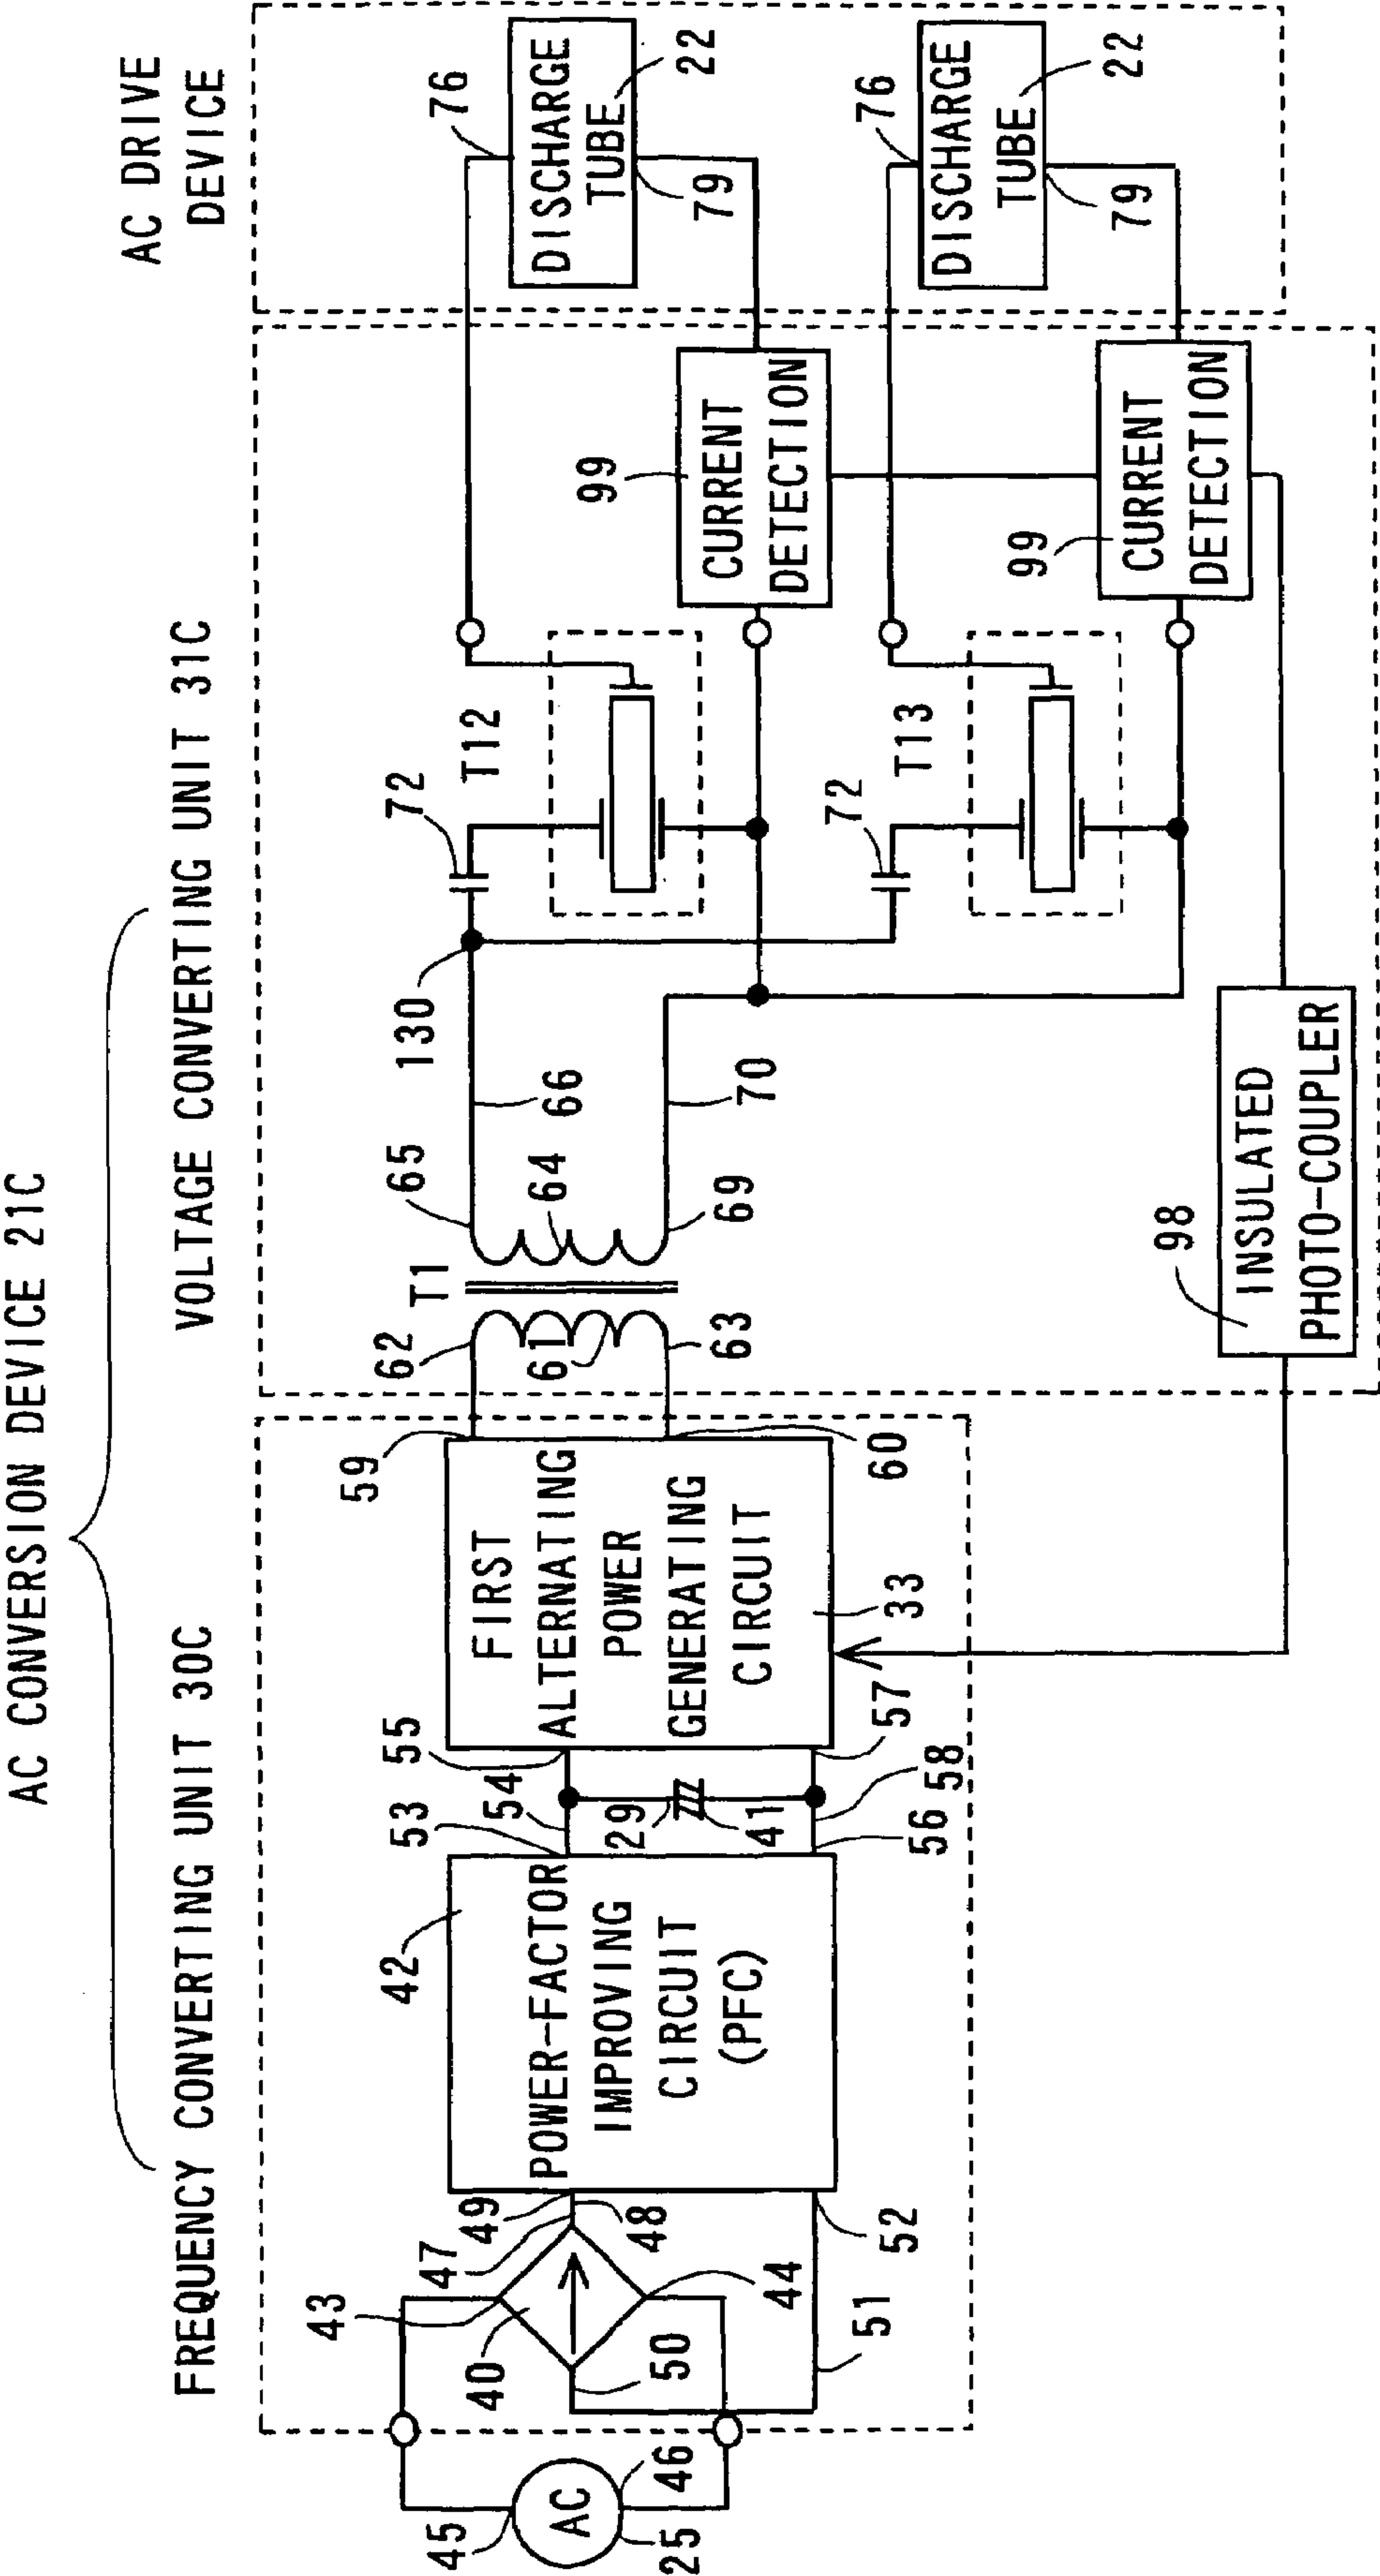 AC CONVERSION DEVICE 21C
FREQUENCY CONVERTING UNIT 30C
VOLTAGE CONVERTING UNIT 31C
AC DRIVE
DEVICE
45
AC
25
46
43
40
47
49
48
44
50
51
52
42
POWER-FACTOR
IMPROVING
CIRCUIT
(PFC)
53
54
55
29
41
56
58
57
FIRST
ALTERNATING
POWER
GENERATING
CIRCUIT
33
59
60
62
61
63
T1
65
64
69
66
70
130
72
T12
72
T13
99
CURRENT
DETECTION
99
CURRENT
DETECTION
98
INSULATED
PHOTO-COUPLER
76
DISCHARGE
TUBE
22
79
76
DISCHARGE
TUBE
22
79